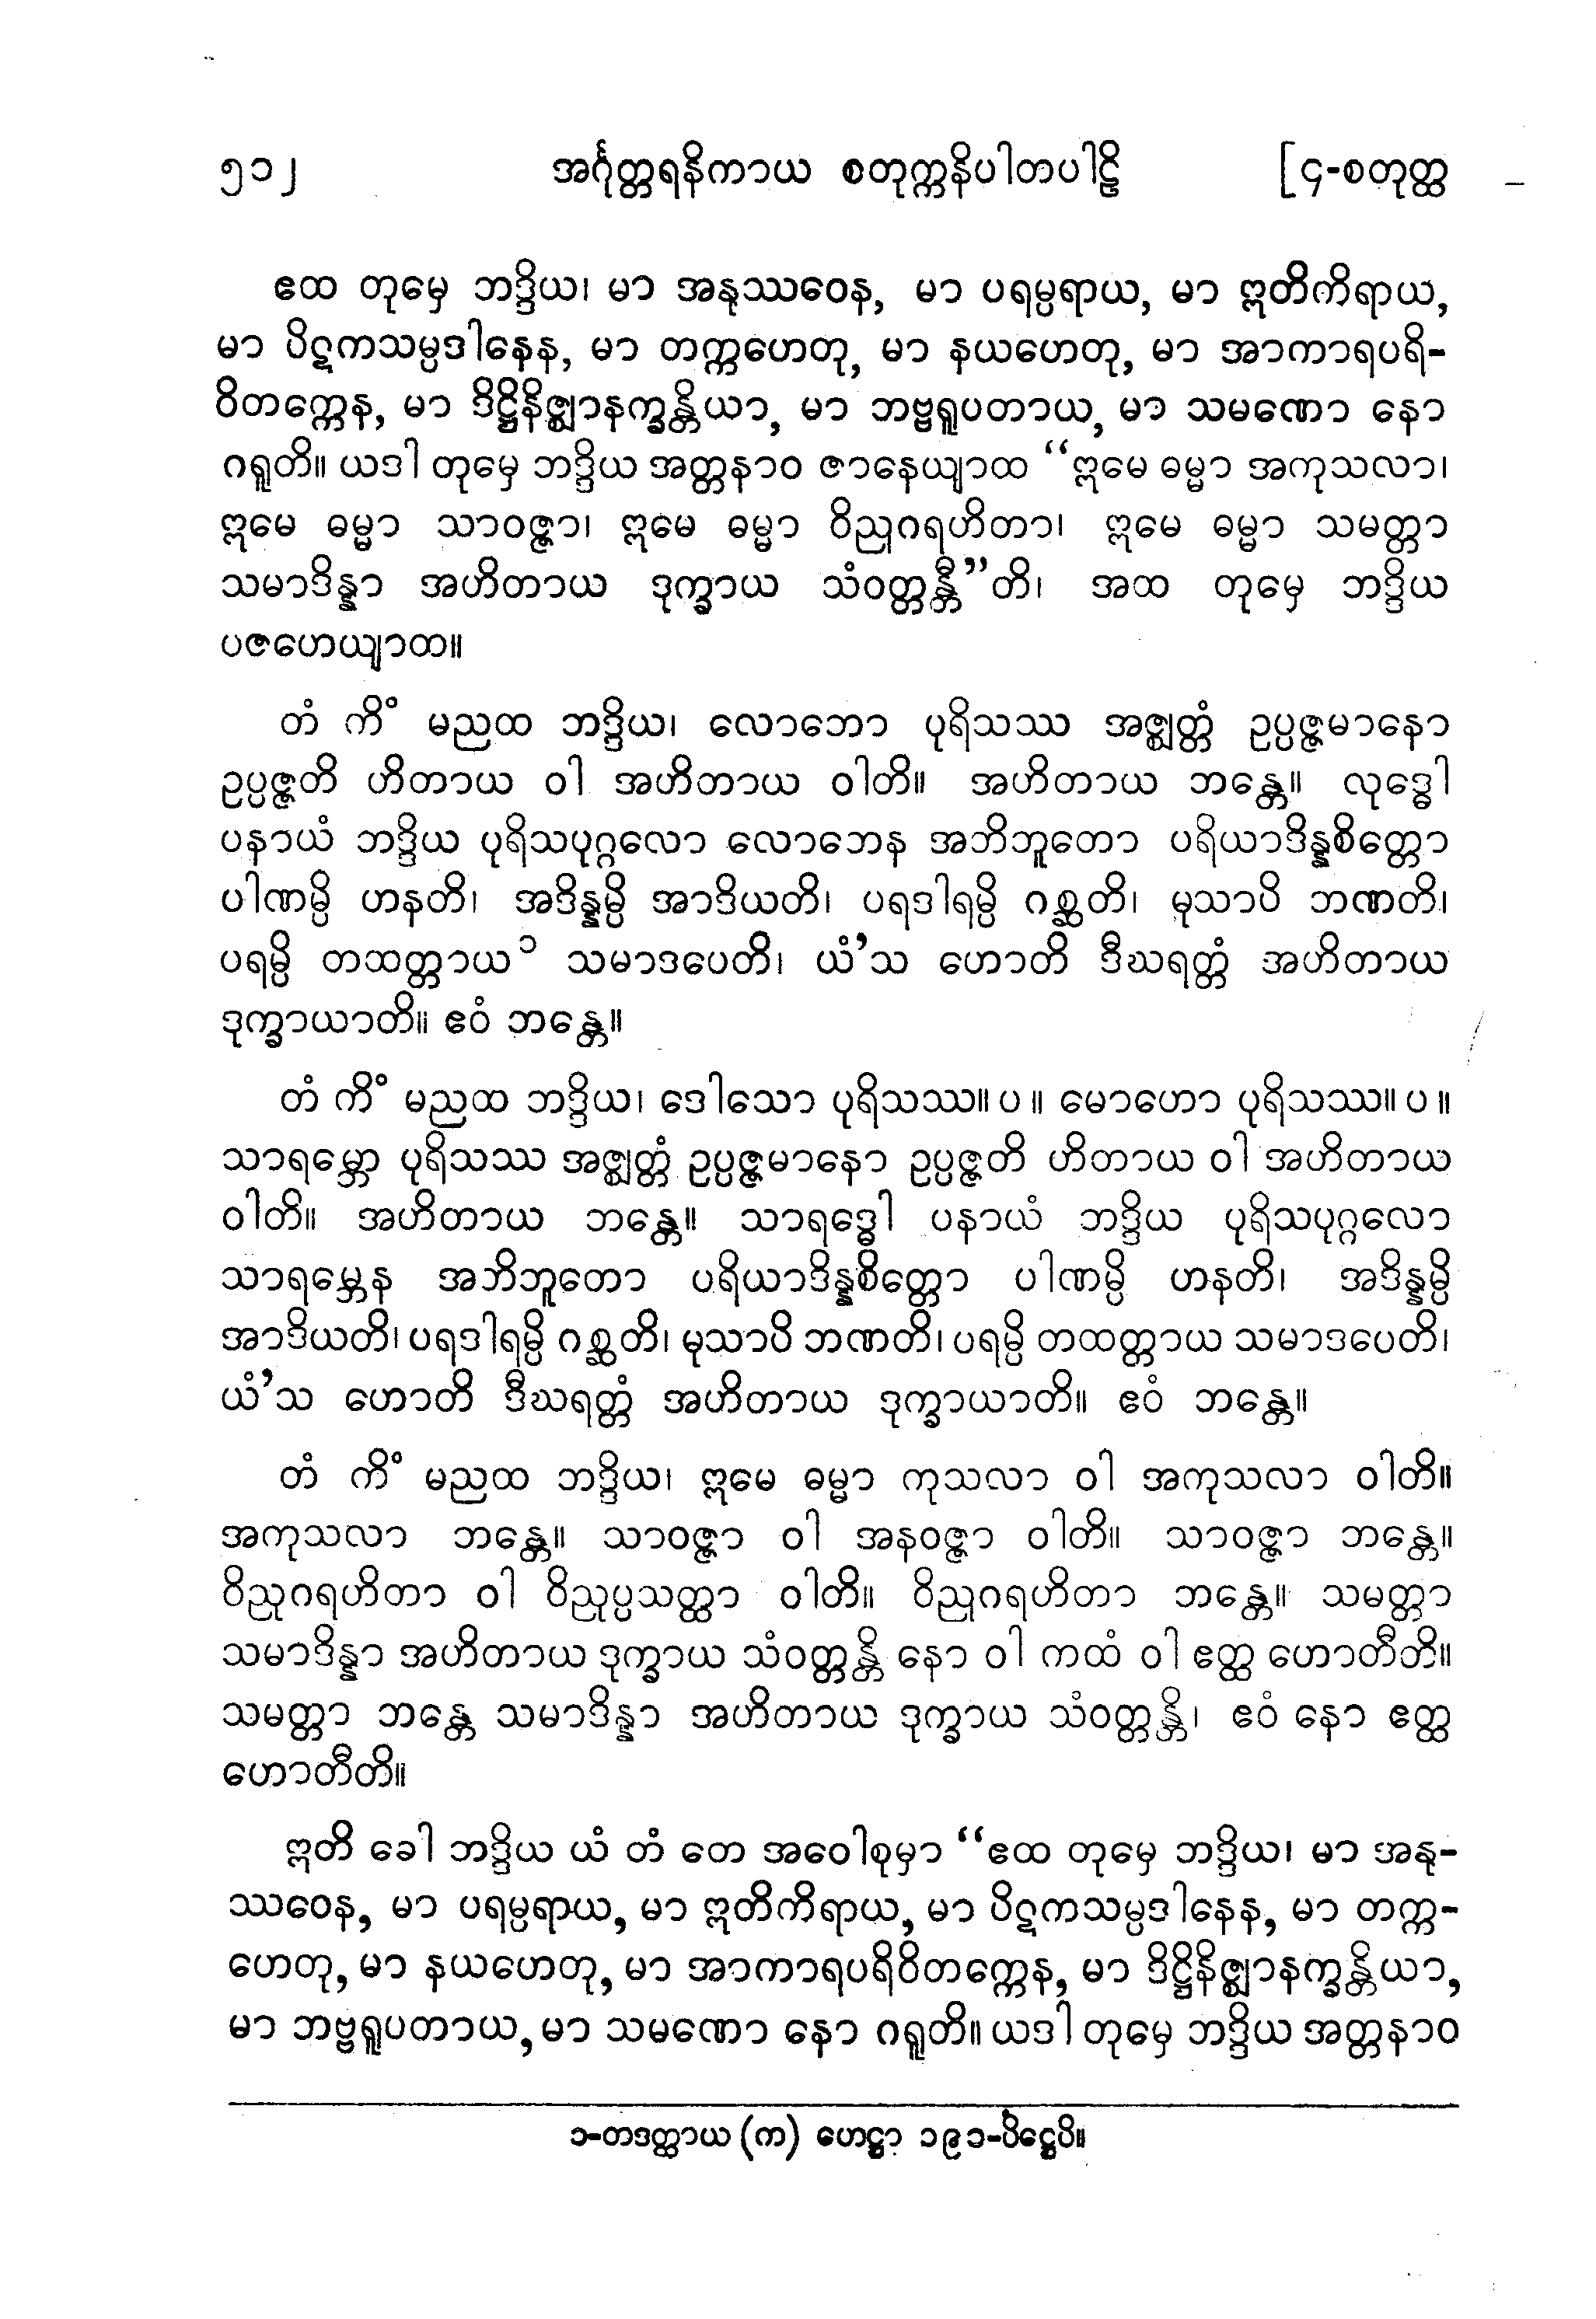 ၅၁၂ အင်္ဂုတ္တရနိကာယ စတုက္ကနိပါတပါဠိ [၄-စတုတ္ထ
ဧထ တုမှေ ဘဒ္ဒိယ၊ မာ အနုဿဝေန, မာ ပရမ္ပရာယ, မာ ဣတိကိရာယ,
မာ ပိဋကသမ္ပဒါနေန, မာ တက္ကဟေတု, မာ နယဟေတု, မာ အာကာရပရိ-
ဝိတက္ကေန, မာ ဒိဋ္ဌိနိဇ္ဈာနက္ခန္တိယာ, မာ ဘဗ္ဗရူပတာယ, မာ သမဏော နော
ဂရူတိ။ ယဒါ တုမှေ ဘဒ္ဒိယ အတ္တနာဝ ဇာနေယျာထ “ဣမေ ဓမ္မာ အကုသလာ၊
ဣမေ ဓမ္မာ သာဝဇ္ဇာ၊ ဣမေ ဓမ္မာ ဝိညုဂရဟိတာ၊ ဣမေ ဓမ္မာ သမတ္တာ
သမာဒိန္နာ အဟိတာယ ဒုက္ခာယ သံဝတ္တန္တီ”တိ၊ အထ တုမှေ ဘဒ္ဒိယ
ပဇဟေယျာထ။
တံ ကိံ မညထ ဘဒ္ဒိယ၊ လောဘော ပုရိသဿ အဇ္ဈတ္တံ ဥပ္ပဇ္ဇမာနော
ဥပ္ပဇ္ဇတိ ဟိတာယ ဝါ အဟိတာယ ဝါတိ။ အဟိတာယ ဘန္တေ။ လုဒ္ဓေါ
ပနာယံ ဘဒ္ဒိယ ပုရိသပုဂ္ဂလော လောဘေန အဘိဘူတော ပရိယာဒိန္နစိတ္တော
ပါဏမ္ပိ ဟနတိ၊ အဒိန္နမ္ပိ အာဒိယတိ၊ ပရဒါရမ္ပိ ဂစ္ဆတိ၊ မုသာပိ ဘဏတိ၊
ပရမ္ပိ တထတ္တာယ ၁ သမာဒပေတိ၊ ယံ’သ ဟောတိ ဒီဃရတ္တံ အဟိတာယ
ဒုက္ခာယာတိ။ ဧဝံ ဘန္တေ။
တံ ကိံ မညထ ဘဒ္ဒိယ၊ ဒေါသော ပုရိသဿ။ ပ ။ မောဟော ပုရိသဿ။ ပ ။
သာရမ္ဘော ပုရိသဿ အဇ္ဈတ္တံ ဥပ္ပဇ္ဇမာနော ဥပ္ပဇ္ဇတိ ဟိတာယ ဝါ အဟိတာယ
ဝါတိ။ အဟိတာယ ဘန္တေ။ သာရဒ္ဓေါ ပနာယံ ဘဒ္ဒိယ ပုရိသပုဂ္ဂလော
သာရမ္ဘေန အဘိဘူတော ပရိယာဒိန္နစိတ္တော ပါဏမ္ပိ ဟနတိ၊ အဒိန္နမ္ပိ
အာဒိယတိ၊ ပရဒါရမ္ပိ ဂစ္ဆတိ၊ မုသာပိ ဘဏတိ၊ ပရမ္ပိ တထတ္တာယ သမာဒပေတိ၊
ယံ’သ ဟောတိ ဒီဃရတ္တံ အဟိတာယ ဒုက္ခာယာတိ။ ဧဝံ ဘန္တေ။
တံ ကိံ မညထ ဘဒ္ဒိယ၊ ဣမေ ဓမ္မာ ကုသလာ ဝါ အကုသလာ ဝါတိ။
အကုသလာ ဘန္တေ။ သာဝဇ္ဇာ ဝါ အနဝဇ္ဇာ ဝါတိ။ သာဝဇ္ဇာ ဘန္တေ။
ဝိညုဂရဟိတာ ဝါ ဝိညုပ္ပသတ္ထာ ဝါတိ။ ဝိညုဂရဟိတာ ဘန္တေ။ သမတ္တာ
သမာဒိန္နာ အဟိတာယ ဒုက္ခာယ သံဝတ္တန္တိ နော ဝါ ကထံ ဝါ ဧတ္ထ ဟောတီတိ။
သမတ္တာ ဘန္တေ သမာဒိန္နာ အဟိတာယ ဒုက္ခာယ သံဝတ္တန္တိ၊ ဧဝံ နော ဧတ္ထ
ဟောတီတိ။
ဣတိ ခေါ ဘဒ္ဒိယ ယံ တံ တေ အဝေါစုမှာ “ဧထ တုမှေ ဘဒ္ဒိယ၊ မာ အနု-
ဿဝေန, မာ ပရမ္ပရာယ, မာ ဣတိကိရာယ, မာ ပိဋကသမ္ပဒါနေန, မာ တက္က-
ဟေတု, မာ နယဟေတု, မာ အာကာရပရိဝိတက္ကေန, မာ ဒိဋ္ဌိနိဇ္ဈာနက္ခန္တိယာ,
မာ ဘဗ္ဗရူပတာယ, မာ သမဏော နော ဂရူတိ။ ယဒါ တုမှေ ဘဒ္ဒိယ အတ္တနာဝ
၁-တဒတ္ထာယ (က) ဟေဋ္ဌာ ၁၉၁-ပိဋ္ဌေပိ။